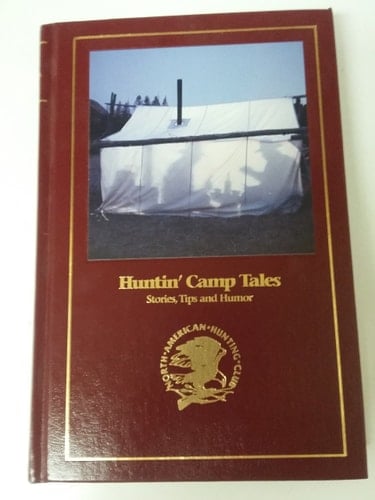 Huntin' Camp Tales
Stories, Tips and Humor
NORTH • AMERICAN • HUNTING • CLUB